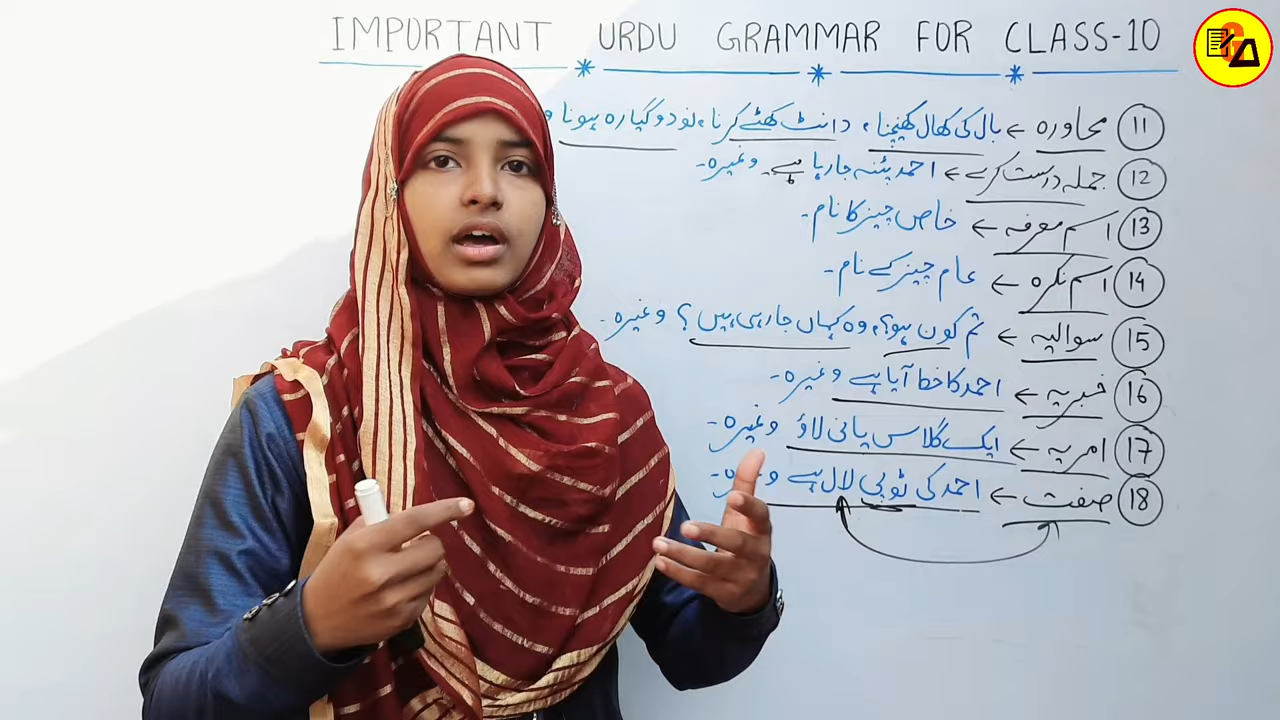 IMPORTANT URDU GRAMMAR FOR CLASS-10
۱۱ محاورہ ← بال کی کھال کھینچنا، دانٹ کھٹے کرنا، نو دو گیارہ ہونا و
12 جملہ درست کرے ← احمد پٹنہ جا رہا ہے۔ وغیرہ۔
13 اسم معرفہ ← خاص چیز کا نام۔
14 اسم نکرہ ← عام چیز کے نام۔
15 سوالیہ ← تم کون ہو؟، وہ کہاں جا رہی ہیں؟ وغیرہ۔
16 خبریہ ← احمد کا خط آیا ہے وغیرہ۔
17 امریہ ← ایک گلاس پانی لاؤ وغیرہ۔
18 صفت ← احمد کی ٹوپی لال ہے